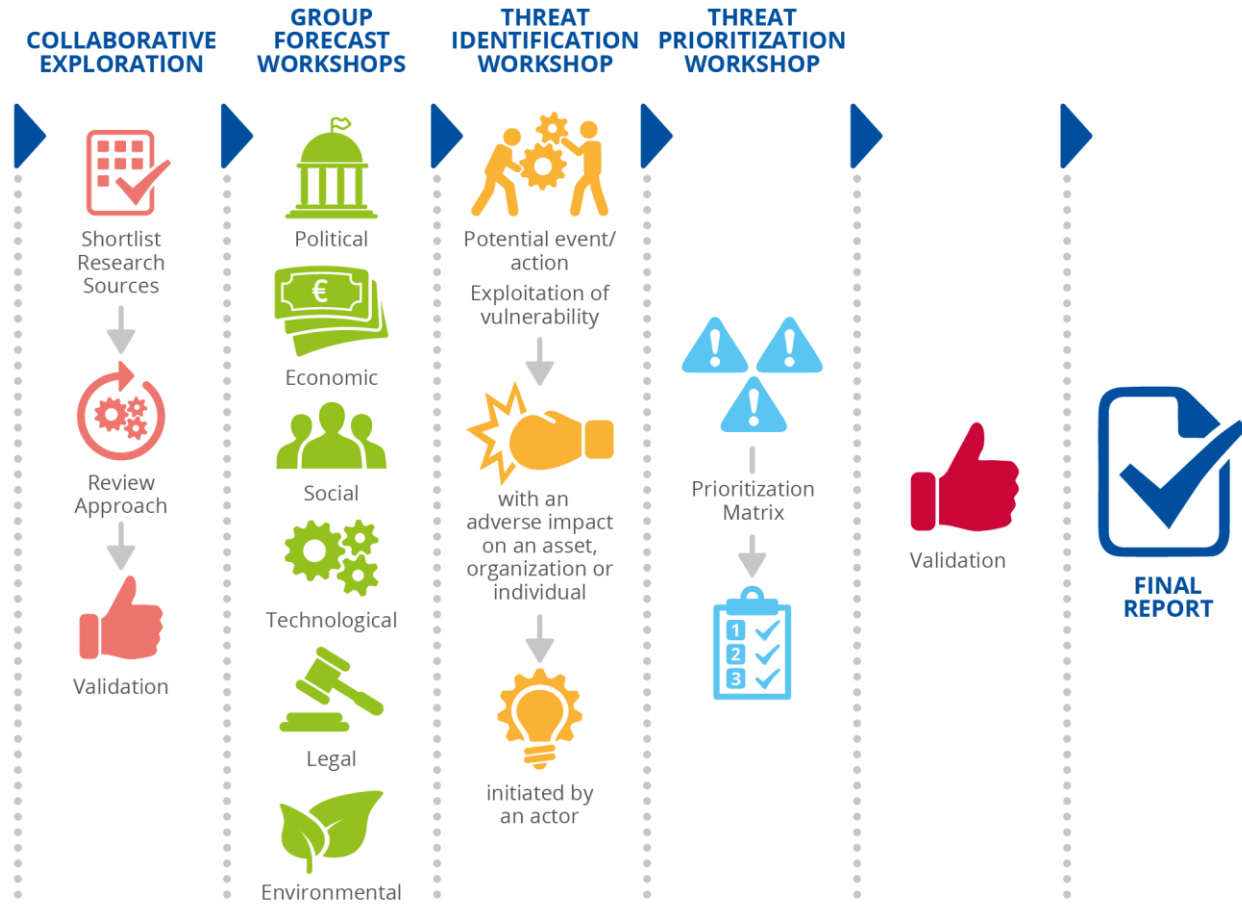 COLLABORATIVE
EXPLORATION
Shortlist
Research
Sources
Review
Approach
Validation
GROUP
FORECAST
WORKSHOPS
Political
€
Economic
Social
Technological
Legal
Environmental
THREAT
IDENTIFICATION
WORKSHOP
Potential event/
action
Exploitation of
vulnerability
with an
adverse impact
on an asset,
organization or
individual
initiated by
an actor
THREAT
PRIORITIZATION
WORKSHOP
! !
!
Prioritization
Matrix
1
2
3
Validation
FINAL
REPORT